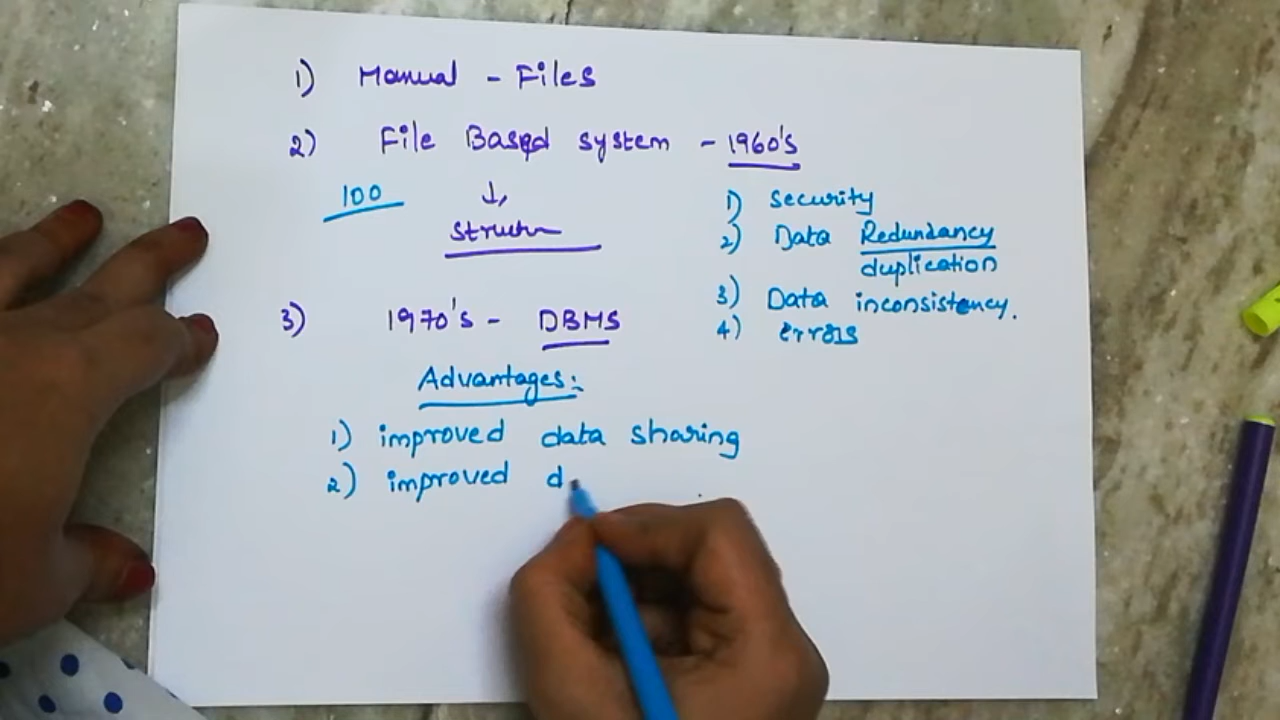 1) Manual - Files
2) File Based system - 1960's
100
↓
1) Security
2) Data Redundancy
duplication
3) Data inconsistency.
4) errors
3) 1970's - DBMS
Advantages:
1) improved data sharing
2) improved d